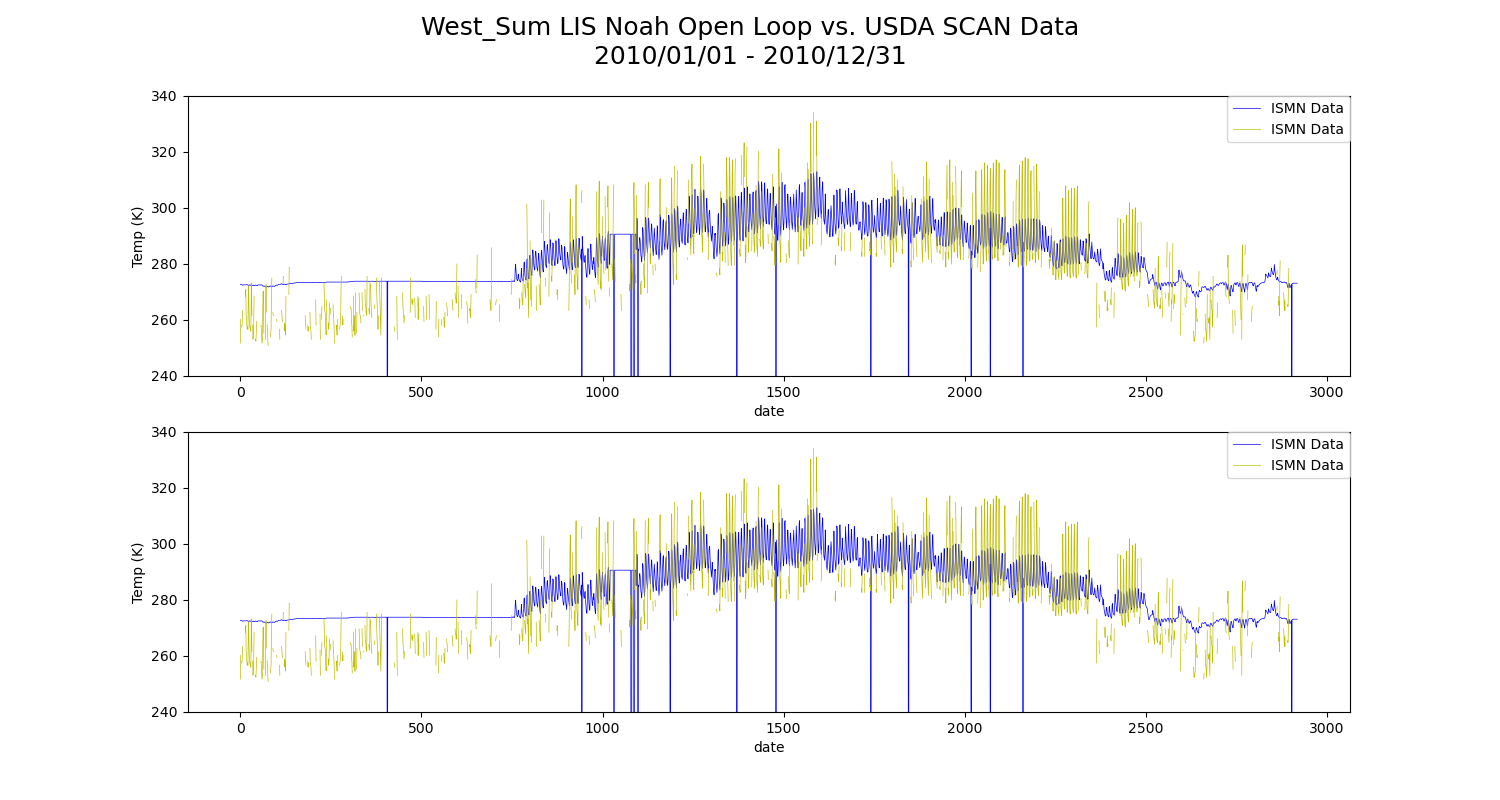 West_Sum LIS Noah Open Loop vs. USDA SCAN Data
2010/01/01 - 2010/12/31
340
320
300
280
260
240
Temp (K)
ISMN Data
ISMN Data
0 500 1000 1500 2000 2500 3000
date
340
320
300
280
260
240
Temp (K)
ISMN Data
ISMN Data
0 500 1000 1500 2000 2500 3000
date